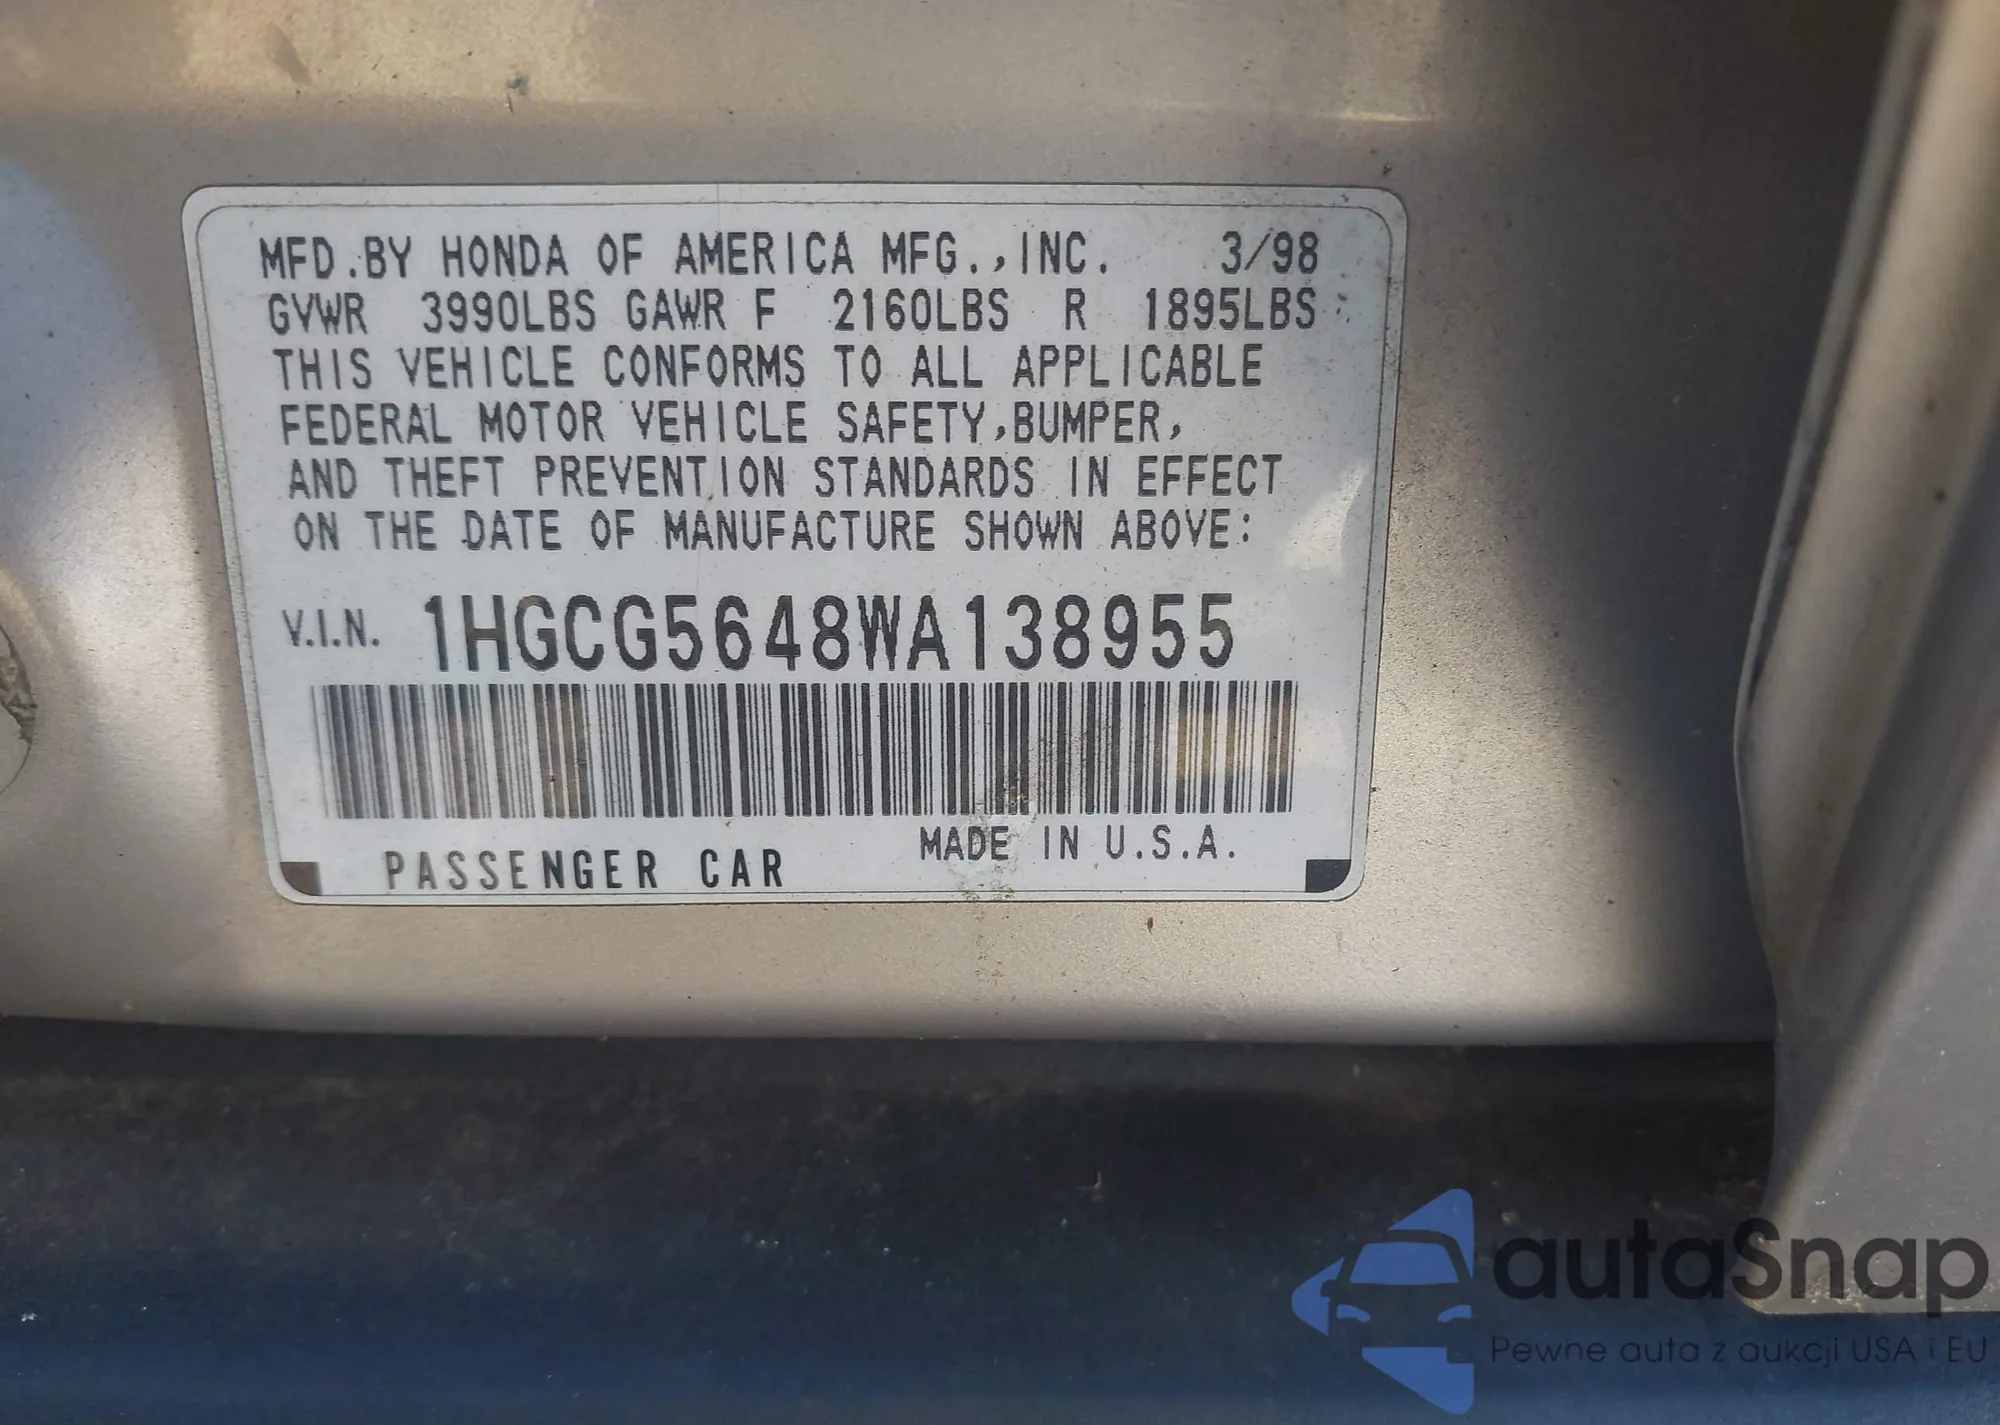 MFD.BY HONDA OF AMERICA MFG.,INC. 3/98
GVWR 3990LBS GAWR F 2160LBS R 1895LBS
THIS VEHICLE CONFORMS TO ALL APPLICABLE
FEDERAL MOTOR VEHICLE SAFETY,BUMPER,
AND THEFT PREVENTION STANDARDS IN EFFECT
ON THE DATE OF MANUFACTURE SHOWN ABOVE:
V.I.N. 1HGCG5648WA138955
MADE IN U.S.A.
PASSENGER CAR
autaSnap
Pewne auta z aukcji USA i EU